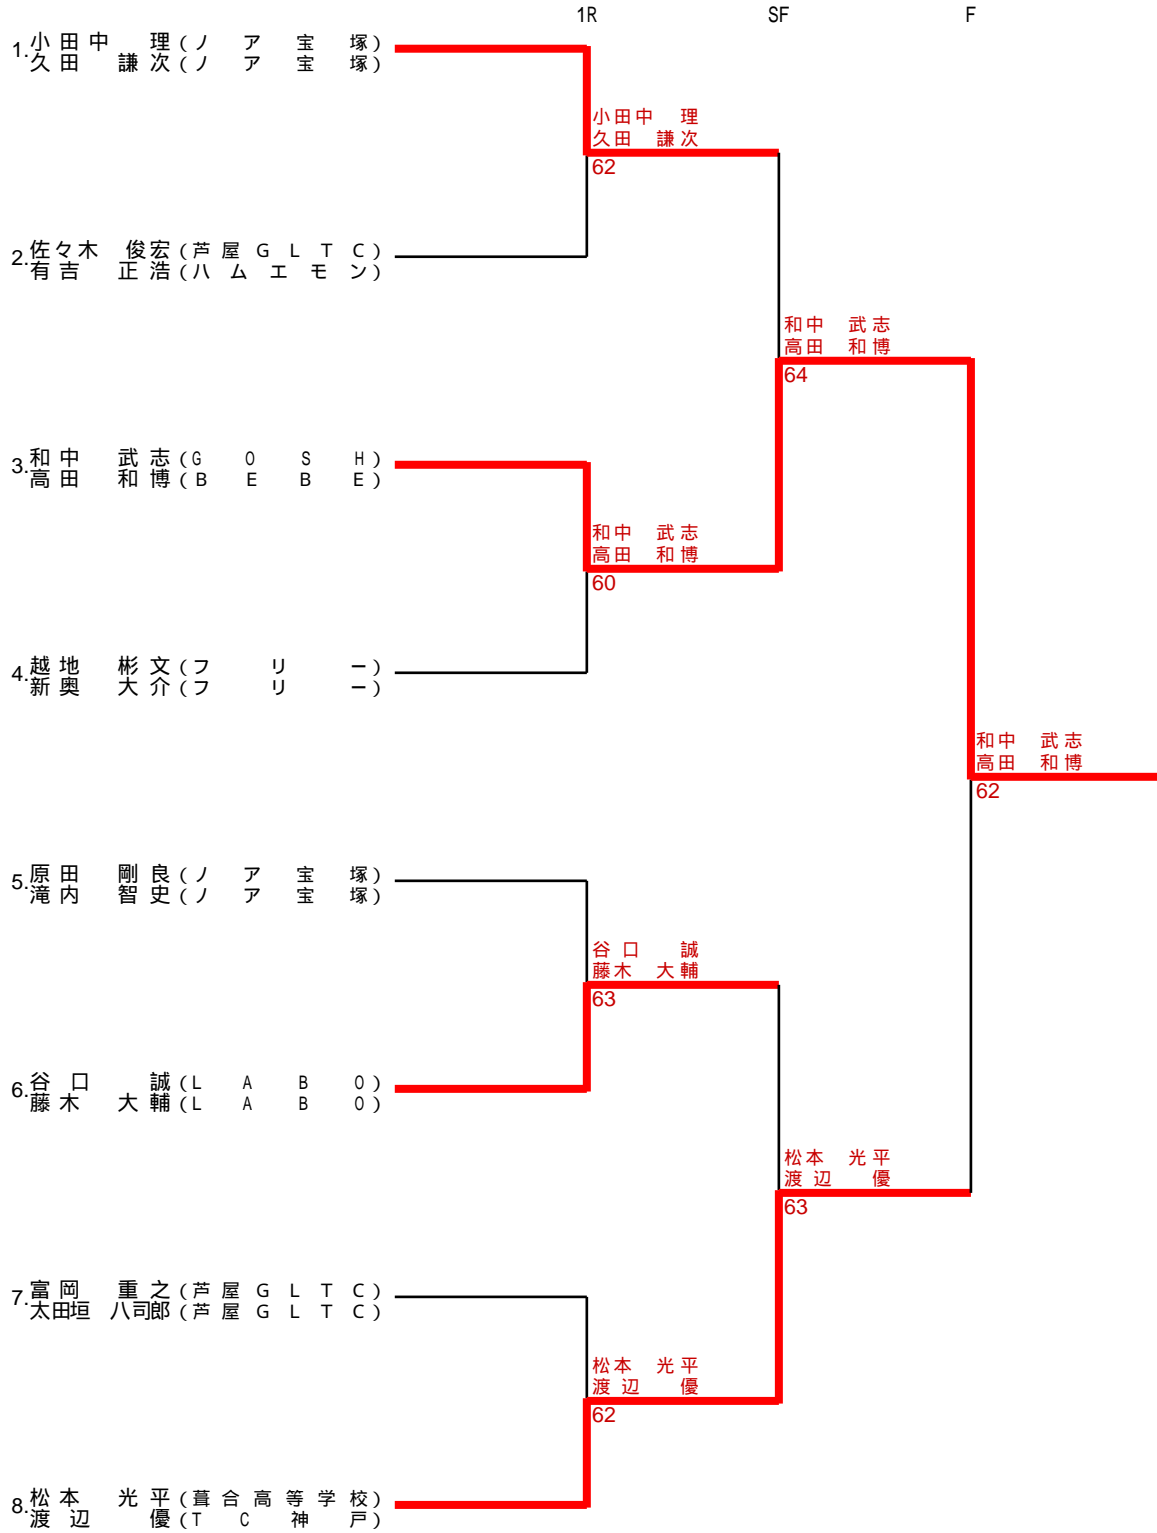 1R SF F
1. 小田中 理(ノア宝塚)
久田 謙次(ノア宝塚)
小田中 理
久田 謙次
62
2. 佐々木 俊宏(芦屋GLTC)
有吉 正浩(ハムエモン)
和中 武志
高田 和博
64
3. 和中 武志(GOSH)
高田 和博(BEBE)
和中 武志
高田 和博
60
4. 越地 彬文(フリー)
新奥 大介(フリー)
和中 武志
高田 和博
62
5. 原田 剛良(ノア宝塚)
滝内 智史(ノア宝塚)
谷口 誠
藤木 大輔
63
6. 谷口 誠(LABO)
藤木 大輔(LABO)
松本 光平
渡辺 優
63
7. 富岡 重之(芦屋GLTC)
太田垣 八司郎(芦屋GLTC)
松本 光平
渡辺 優
62
8. 松本 光平(葺合高等学校)
渡辺 優(TC神戸)